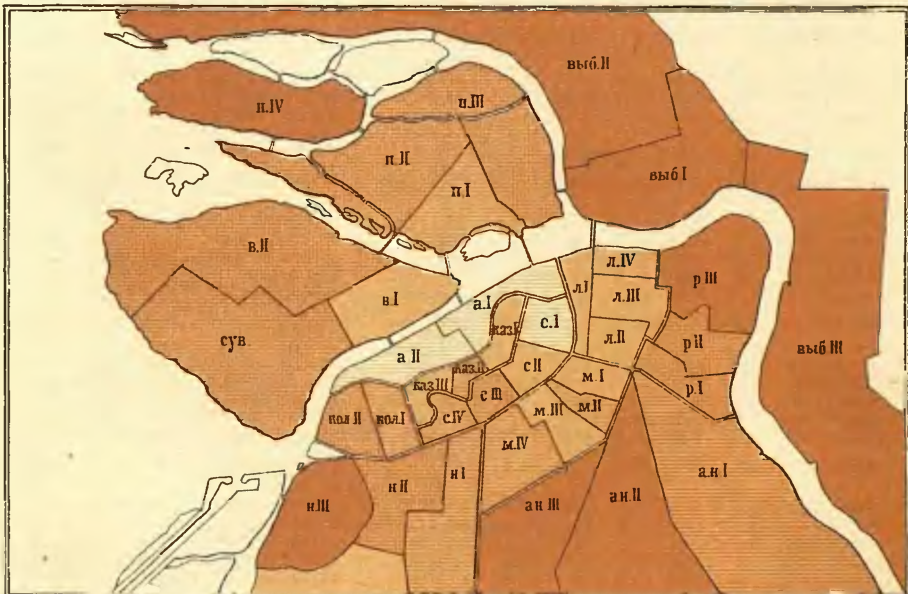 выб.II
п.IV
п.III
п.II
выб I
п.I
в.II
л.IV
р III
л.I
в.I
а.I
л.III
каз.I
с.I
сув.
л.II
р II
выб III
а II
каз.II
с II
м.I
р.I
каз.III
с III
м.II
кол II
кол.I
с.IV
м.III
м.IV
а.н I
н I
н II
н.III
а.н III
а.н.II